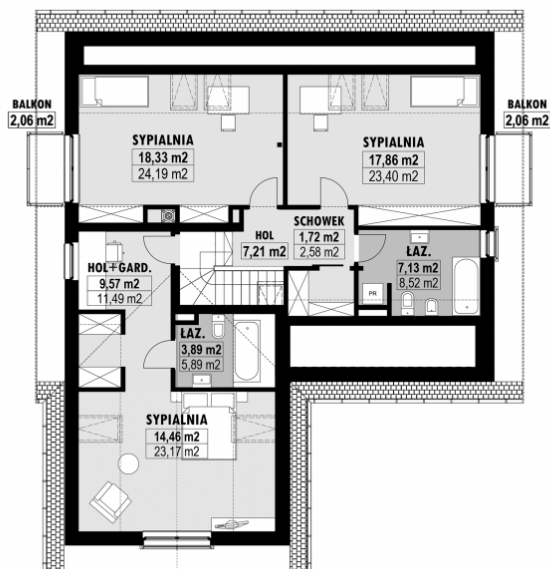 BALKON
2,06 m2
SYPIALNIA
18,33 m2
24,19 m2
SYPIALNIA
17,86 m2
23,40 m2
BALKON
2,06 m2
HOL
7,21 m2
SCHOWEK
1,72 m2
2,58 m2
ŁAZ.
7,13 m2
8,52 m2
PR
HOL+GARD.
9,57 m2
11,49 m2
ŁAZ.
3,89 m2
5,89 m2
SYPIALNIA
14,46 m2
23,17 m2